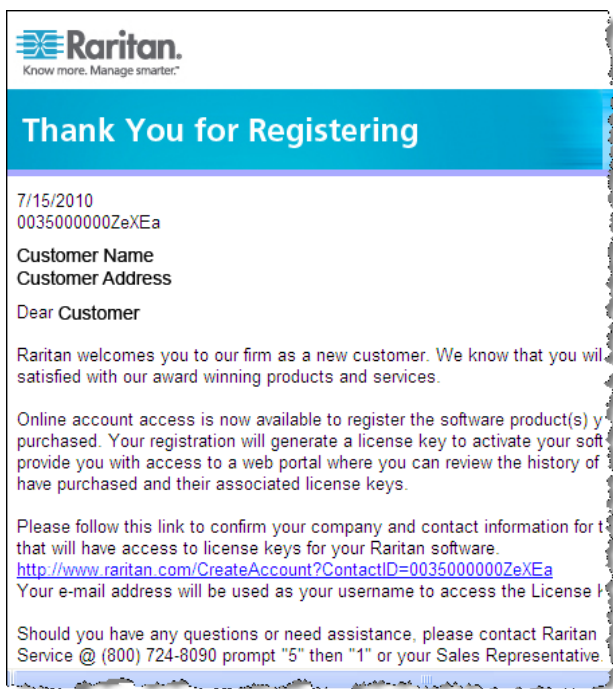 Raritan.
Know more. Manage smarter.™
Thank You for Registering
7/15/2010
0035000000ZeXEa
Customer Name
Customer Address
Dear Customer
Raritan welcomes you to our firm as a new customer. We know that you wil
satisfied with our award winning products and services.
Online account access is now available to register the software product(s) y
purchased. Your registration will generate a license key to activate your soft
provide you with access to a web portal where you can review the history of
have purchased and their associated license keys.
Please follow this link to confirm your company and contact information for t
that will have access to license keys for your Raritan software.
http://www.raritan.com/CreateAccount?ContactID=0035000000ZeXEa
Your e-mail address will be used as your username to access the License
Should you have any questions or need assistance, please contact Raritan
Service @ (800) 724-8090 prompt "5" then "1" or your Sales Representative.